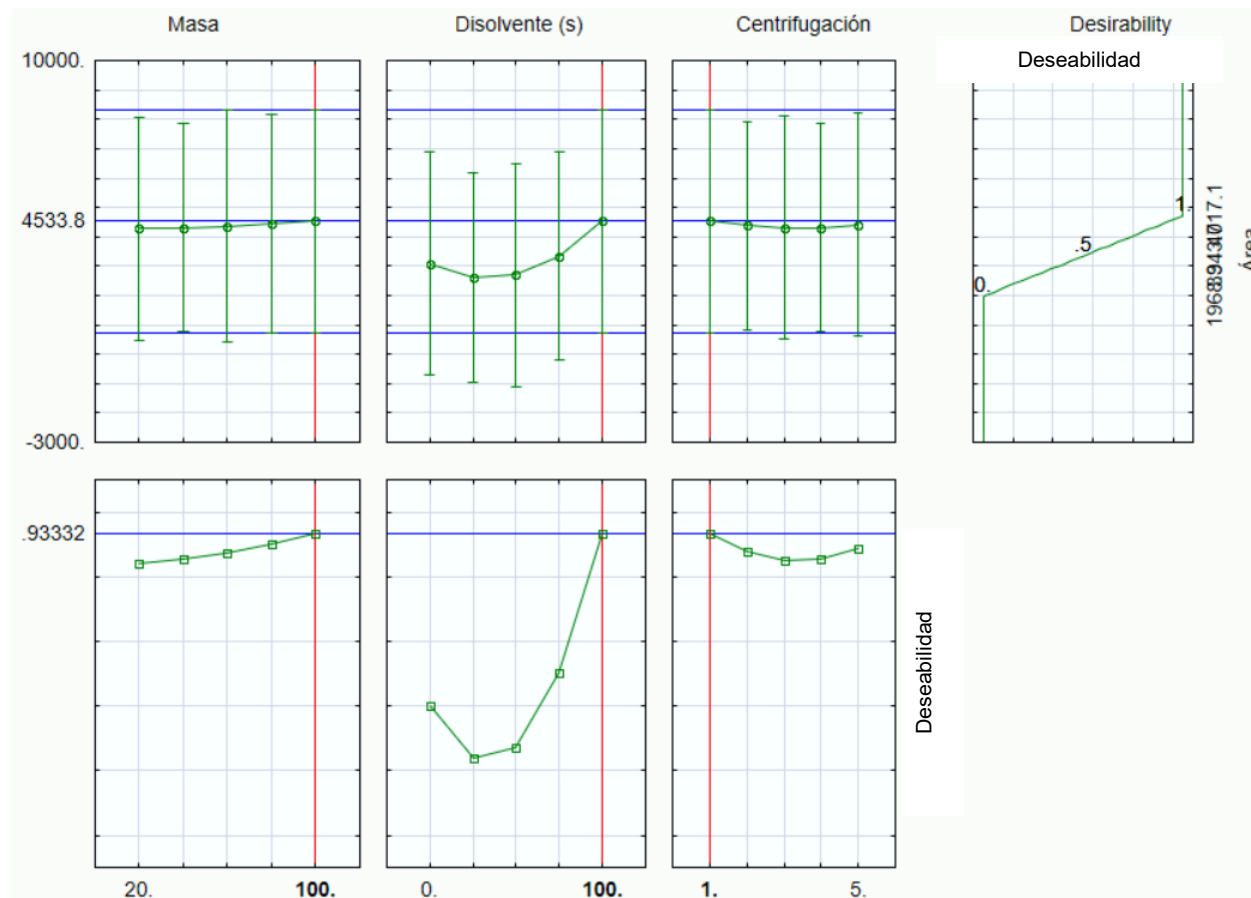 Masa
Disolvente (s)
Centrifugación
Desirability
Deseabilidad
10000.
4533.8
-3000.
1.
.5
0.
Área
.93332
Deseabilidad
20.
100.
0.
100.
1.
5.